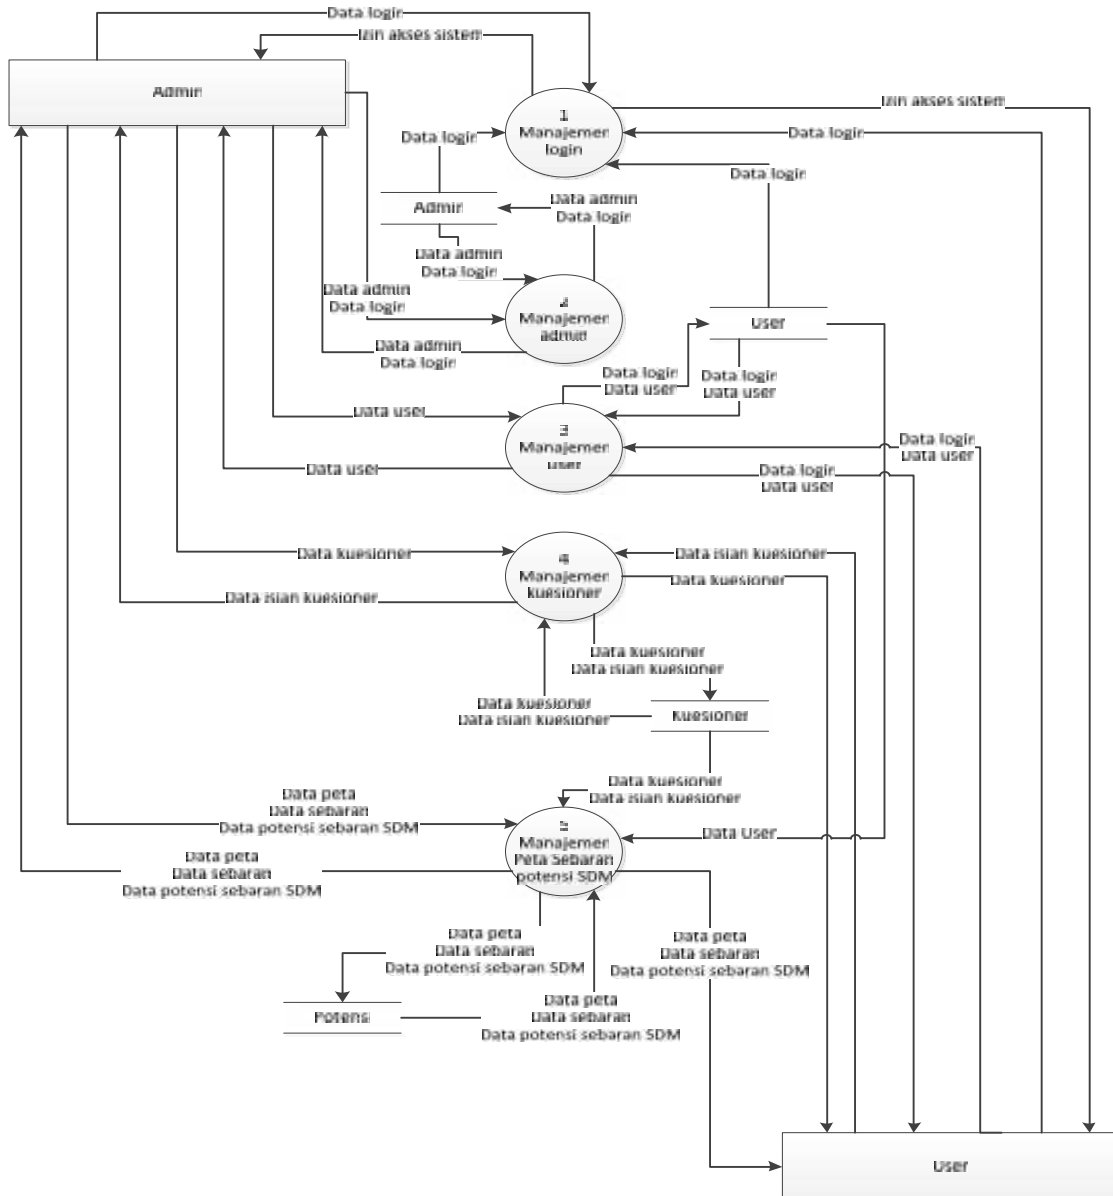 Data login
Izin akses sistem
Admin
1
Manajemen
login
Izin akses sistem
Data login
Data login
Data login
Admin
Data admin
Data login
Data admin
Data login
Data admin
Data login
2
Manajemen
admin
User
Data admin
Data login
Data login
Data user
Data login
Data user
Data user
3
Manajemen
user
Data login
Data user
Data user
Data login
Data user
Data kuesioner
4
Manajemen
kuesioner
Data isian kuesioner
Data kuesioner
Data isian kuesioner
Data kuesioner
Data isian kuesioner
Data kuesioner
Data isian kuesioner
Kuesioner
Data kuesioner
Data isian kuesioner
Data peta
Data sebaran
Data potensi sebaran SDM
5
Manajemen
Peta Sebaran
potensi SDM
Data User
Data peta
Data sebaran
Data potensi sebaran SDM
Data peta
Data sebaran
Data potensi sebaran SDM
Data peta
Data sebaran
Data potensi sebaran SDM
Potensi
Data peta
Data sebaran
Data potensi sebaran SDM
User